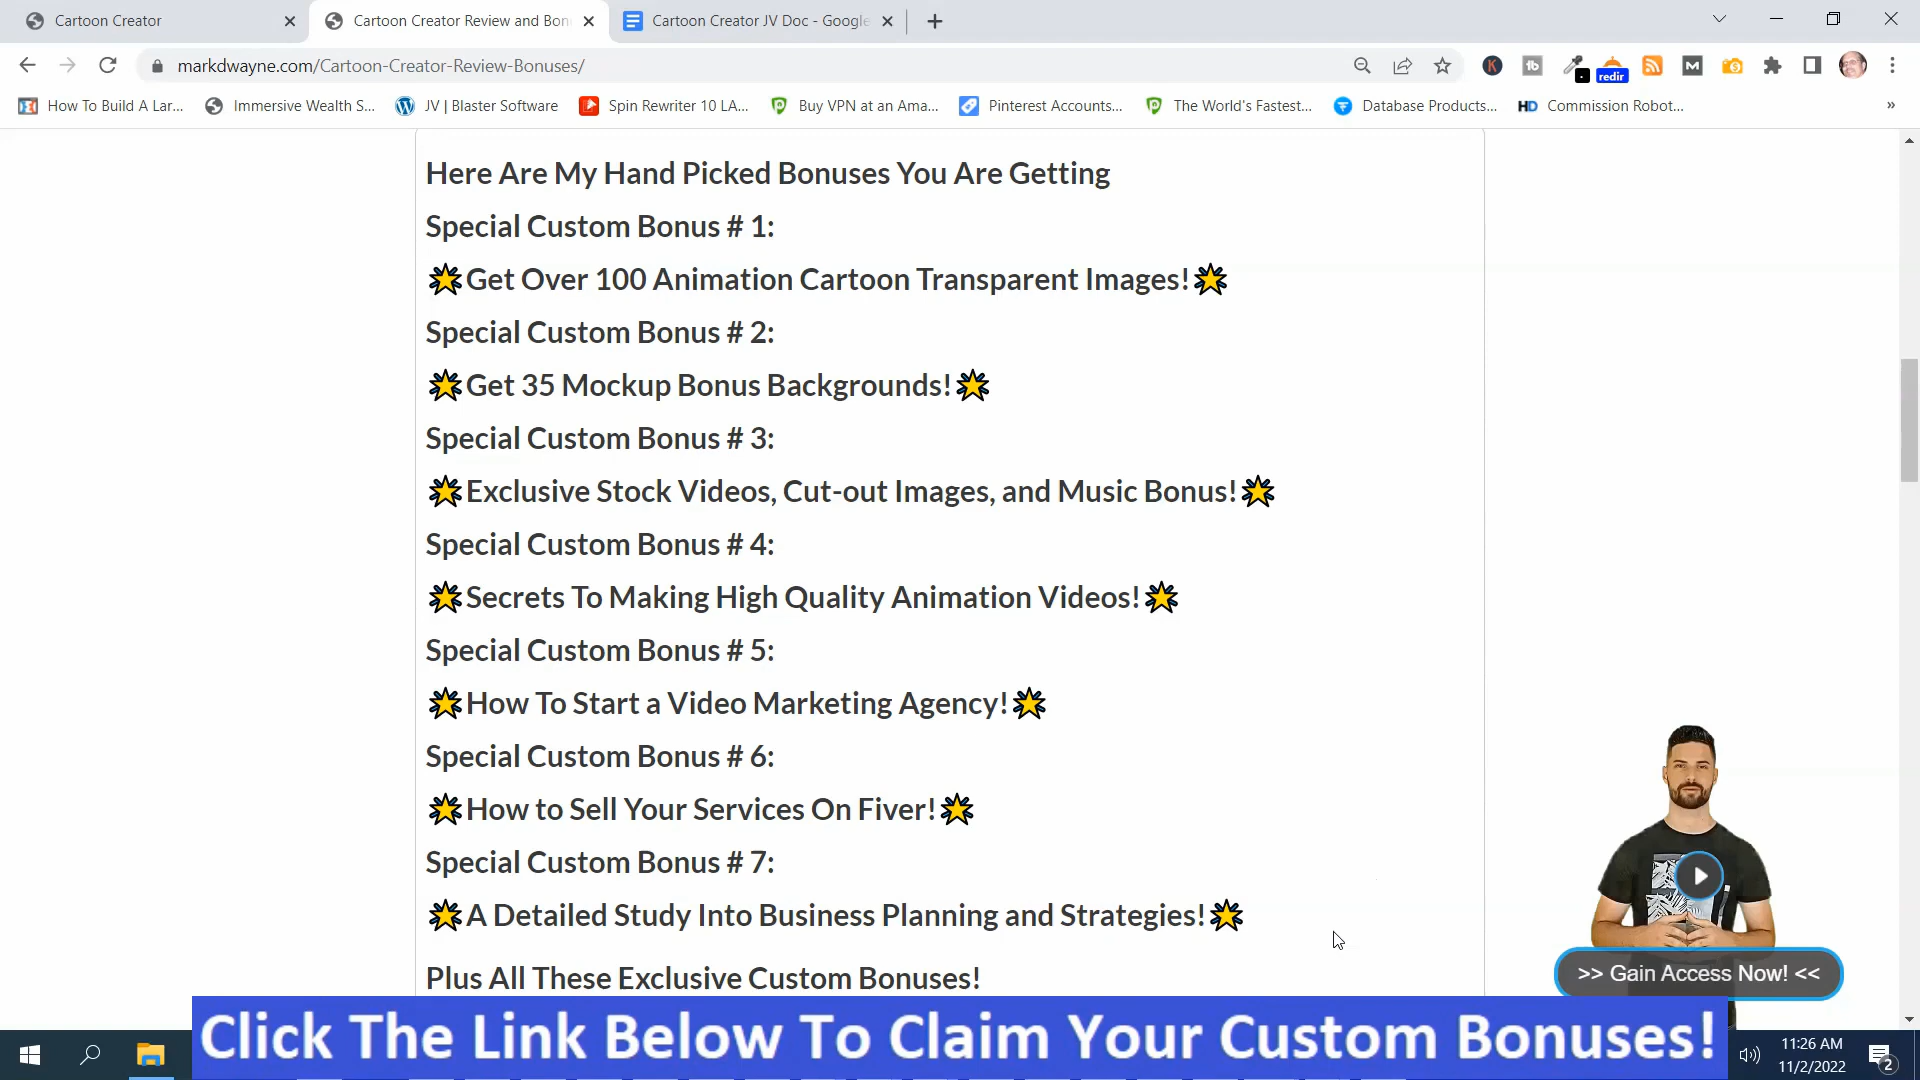 Cartoon Creator
Cartoon Creator Review and Bon
Cartoon Creator JV Doc - Google
markdwayne.com/Cartoon-Creator-Review-Bonuses/
redir
How To Build A Lar...
Immersive Wealth S...
JV | Blaster Software
Spin Rewriter 10 LA...
Buy VPN at an Ama...
Pinterest Accounts...
The World's Fastest...
Database Products...
HD
Commission Robot...
»
Here Are My Hand Picked Bonuses You Are Getting
Special Custom Bonus # 1:
Get Over 100 Animation Cartoon Transparent Images!
Special Custom Bonus # 2:
Get 35 Mockup Bonus Backgrounds!
Special Custom Bonus # 3:
Exclusive Stock Videos, Cut-out Images, and Music Bonus!
Special Custom Bonus # 4:
Secrets To Making High Quality Animation Videos!
Special Custom Bonus # 5:
How To Start a Video Marketing Agency!
Special Custom Bonus # 6:
How to Sell Your Services On Fiver!
Special Custom Bonus # 7:
A Detailed Study Into Business Planning and Strategies!
Plus All These Exclusive Custom Bonuses!
>> Gain Access Now! <<
Click The Link Below To Claim Your Custom Bonuses!
11:26 AM
11/2/2022
2